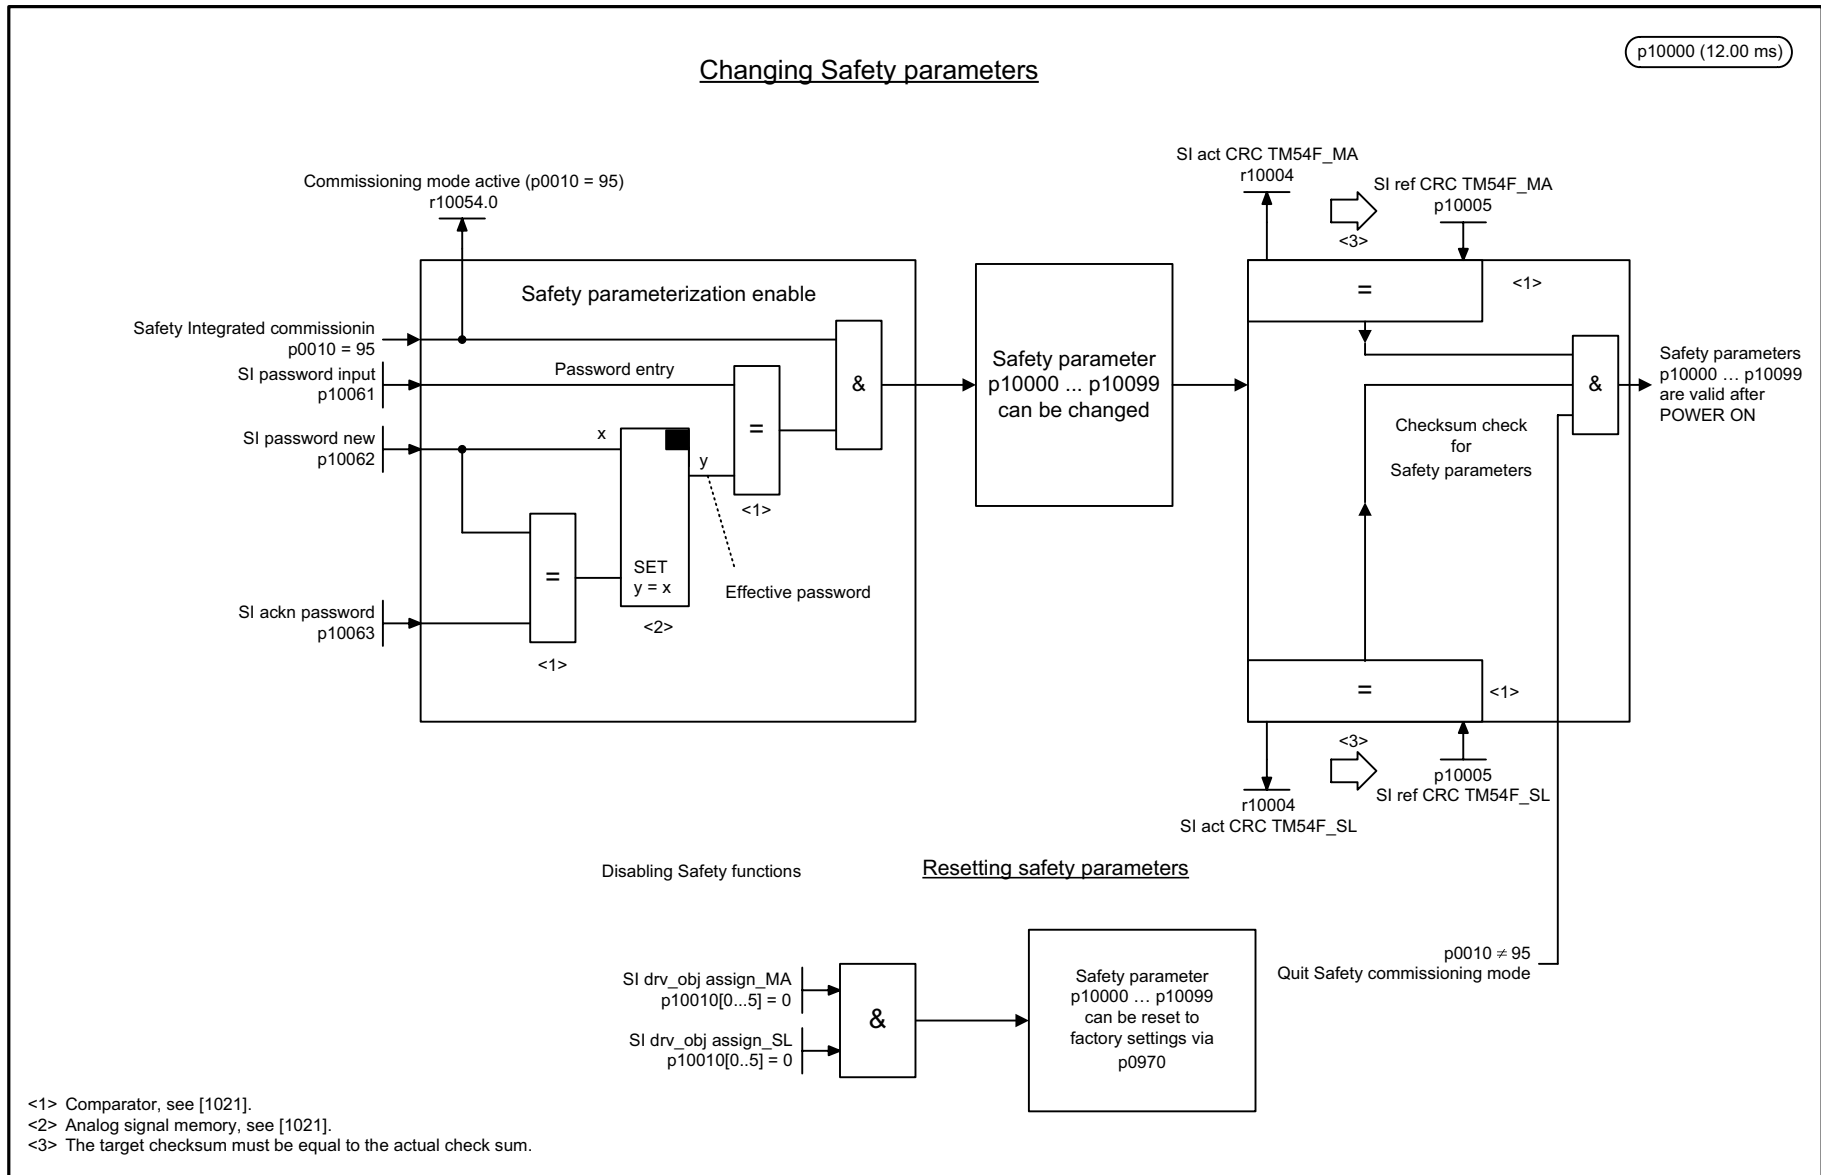 p10000 (12.00 ms)
Changing Safety parameters
Commissioning mode active (p0010 = 95)
r10054.0
SI act CRC TM54F_MA
r10004
SI ref CRC TM54F_MA
p10005
<3>
Safety parameterization enable
Safety Integrated commissionin
p0010 = 95
SI password input
p10061
Password entry
SI password new
p10062
x
y
=
<1>
&
SET
y = x
<2>
Effective password
=
<1>
SI ackn password
p10063
Safety parameter
p10000 ... p10099
can be changed
=
<1>
&
Checksum check
for
Safety parameters
Safety parameters
p10000 … p10099
are valid after
POWER ON
=
<1>
<3>
p10005
SI ref CRC TM54F_SL
r10004
SI act CRC TM54F_SL
Disabling Safety functions
Resetting safety parameters
p0010 ≠ 95
Quit Safety commissioning mode
SI drv_obj assign_MA
p10010[0...5] = 0
SI drv_obj assign_SL
p10010[0..5] = 0
&
Safety parameter
p10000 … p10099
can be reset to
factory settings via
p0970
<1> Comparator, see [1021].
<2> Analog signal memory, see [1021].
<3> The target checksum must be equal to the actual check sum.